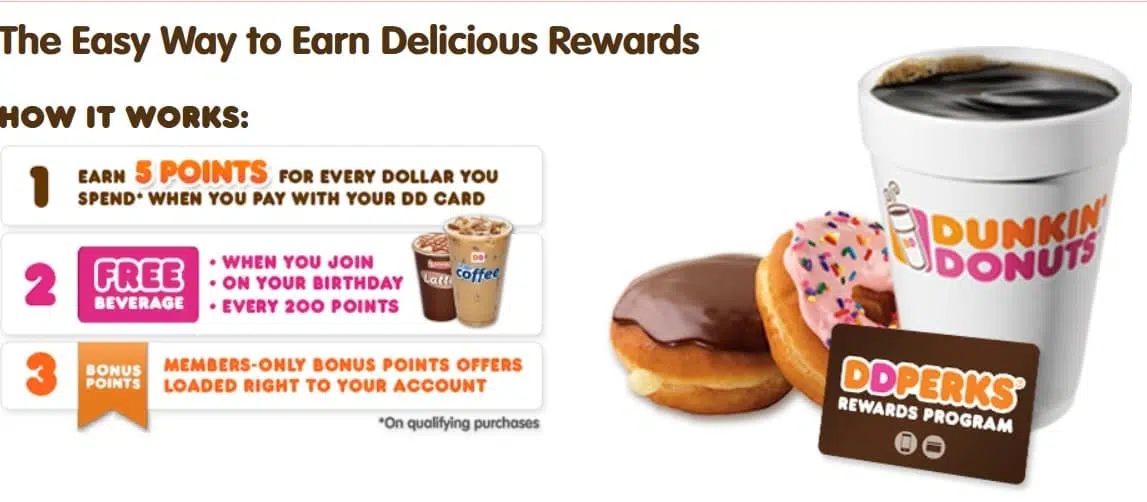 The Easy Way to Earn Delicious Rewards
HOW IT WORKS:
1
EARN 5 POINTS FOR EVERY DOLLAR YOU
SPEND* WHEN YOU PAY WITH YOUR DD CARD
2
FREE
BEVERAGE
• WHEN YOU JOIN
• ON YOUR BIRTHDAY
• EVERY 200 POINTS
Latte
DD
coffee
3
BONUS
POINTS
MEMBERS-ONLY BONUS POINTS OFFERS
LOADED RIGHT TO YOUR ACCOUNT
*On qualifying purchases
DD
DUNKIN'
DONUTS
DDPERKS®
REWARDS PROGRAM